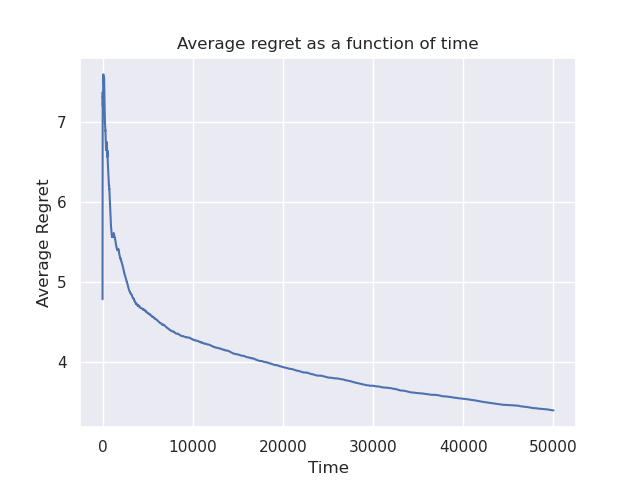 Average regret as a function of time
Average Regret
7
6
5
4
0 10000 20000 30000 40000 50000
Time